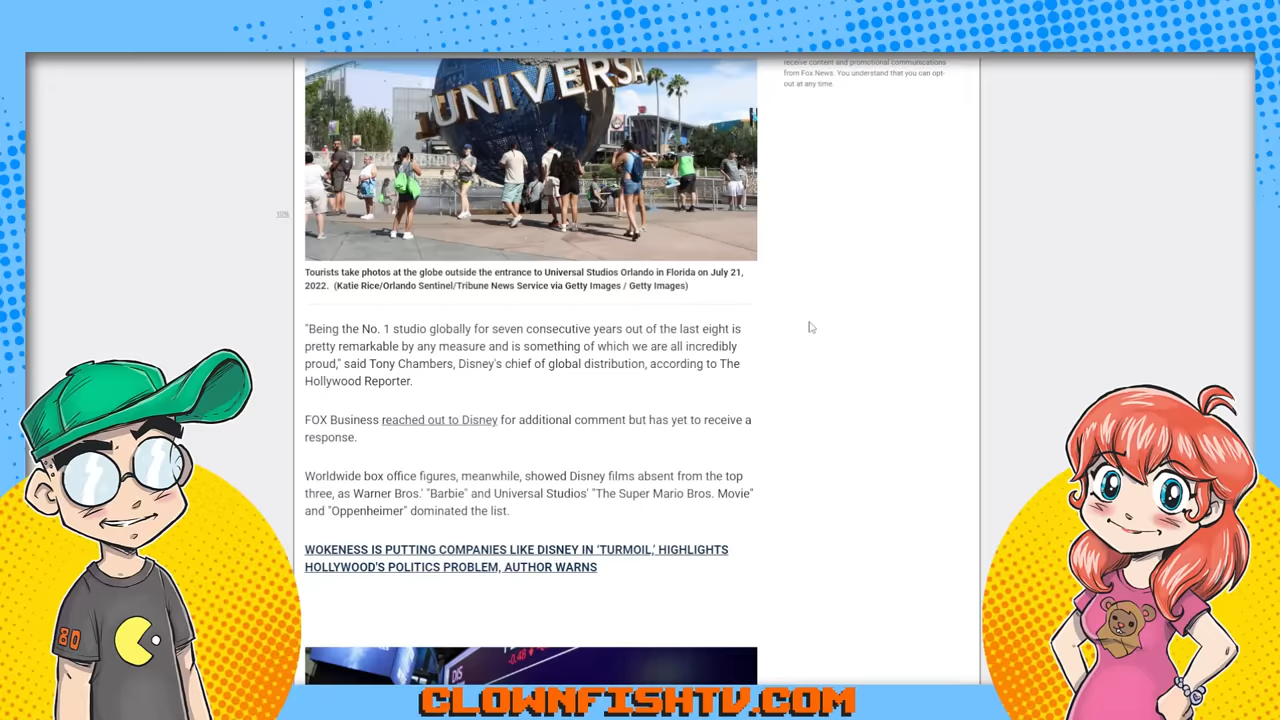 receive content and promotional communications
from Fox News. You understand that you can opt-
out at any time.
UNIVERSA
Tourists take photos at the globe outside the entrance to Universal Studios Orlando in Florida on July 21,
2022. (Katie Rice/Orlando Sentinel/Tribune News Service via Getty Images / Getty Images)
"Being the No. 1 studio globally for seven consecutive years out of the last eight is
pretty remarkable by any measure and is something of which we are all incredibly
proud," said Tony Chambers, Disney's chief of global distribution, according to The
Hollywood Reporter.
FOX Business reached out to Disney for additional comment but has yet to receive a
response.
Worldwide box office figures, meanwhile, showed Disney films absent from the top
three, as Warner Bros.' "Barbie" and Universal Studios' "The Super Mario Bros. Movie"
and "Oppenheimer" dominated the list.
WOKENESS IS PUTTING COMPANIES LIKE DISNEY IN 'TURMOIL,' HIGHLIGHTS
HOLLYWOOD'S POLITICS PROBLEM, AUTHOR WARNS
80
DIS
-0.48
CLOWNFISHTV.COM